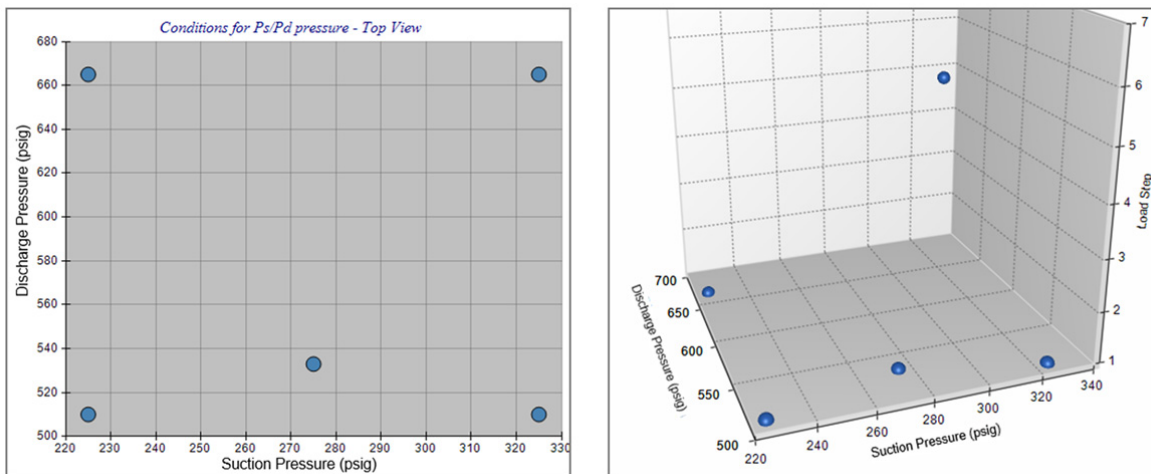 Conditions for Ps/Pd pressure - Top View
680
660
640
620
600
580
560
540
520
500
Discharge Pressure (psig)
220 230 240 250 260 270 280 290 300 310 320 330
Suction Pressure (psig)
7
6
5
4
3
2
1
Load Step
700
650
600
550
500
Discharge Pressure (psig)
220 240 260 280 300 320 340
Suction Pressure (psig)